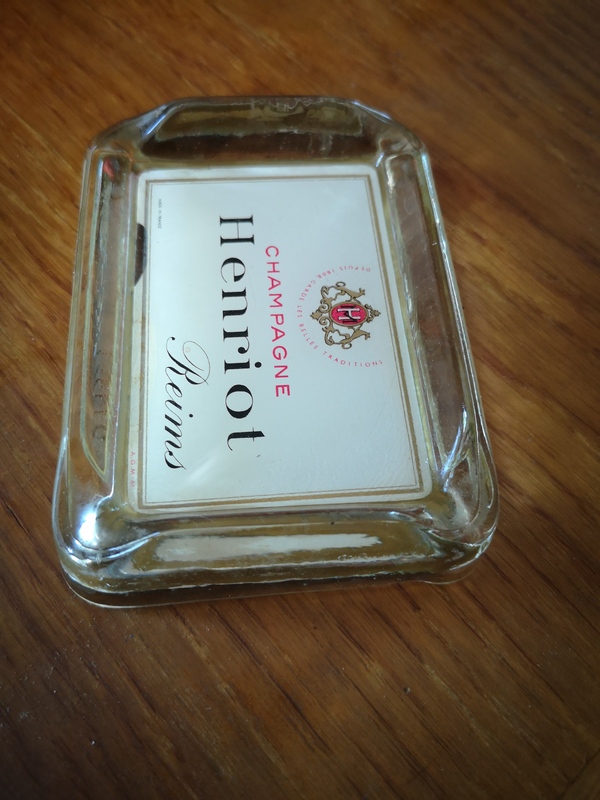 DEPUIS 1808 GARDE LES BELLES TRADITIONS
H
CHAMPAGNE
Henriot
Reims